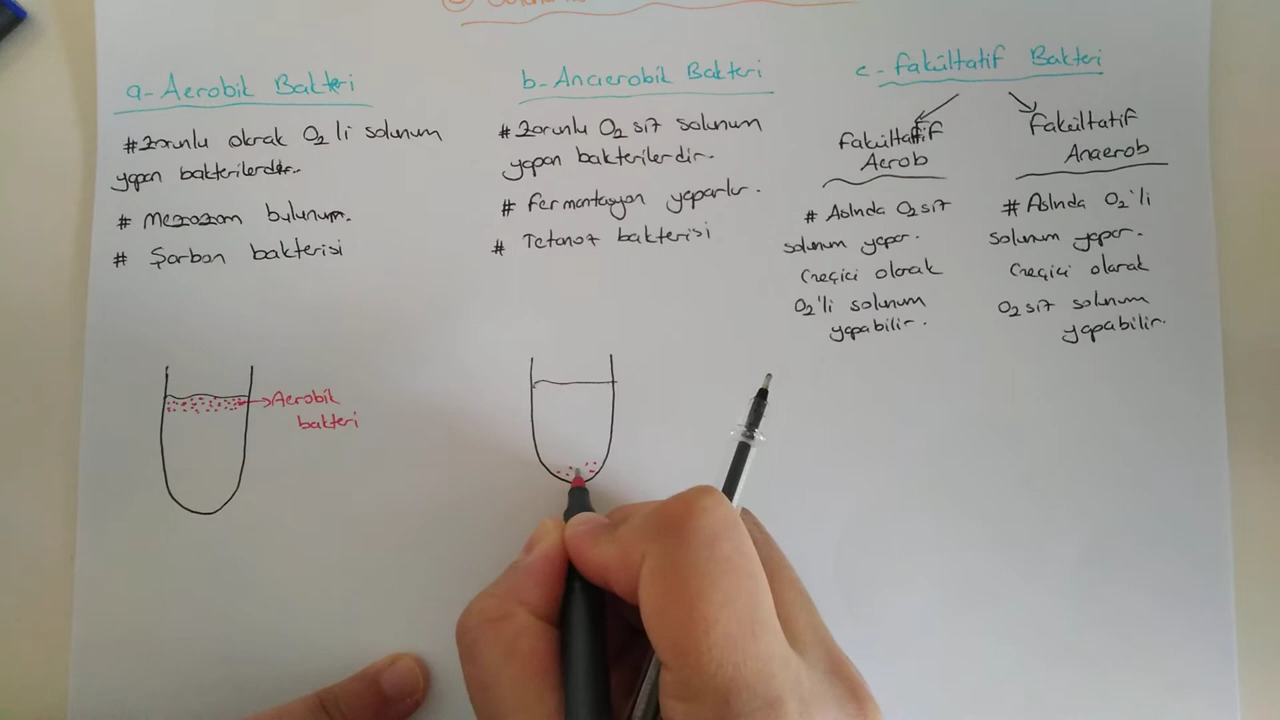 a- Aerobik Bakteri
# Zorunlu olarak O2 li solunum
yapan bakterilerdir.
# Mezozom bulunur.
# Şarbon bakterisi
Aerobik
bakteri
b- Anaerobik Bakteri
# Zorunlu O2 siz solunum
yapan bakterilerdir.
# Fermantasyon yaparlar.
# Tetanoz bakterisi
c- Fakültatif Bakteri
Fakültatif
Aerob
# Aslında O2 siz
solunum yapar.
Geçici olarak
O2'li solunum
yapabilir.
Fakültatif
Anaerob
# Aslında O2'li
solunum yapar.
Geçici olarak
O2 siz solunum
yapabilir.